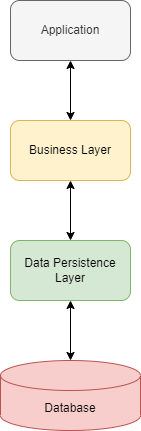 Application
Business Layer
Data Persistence
Layer
Database